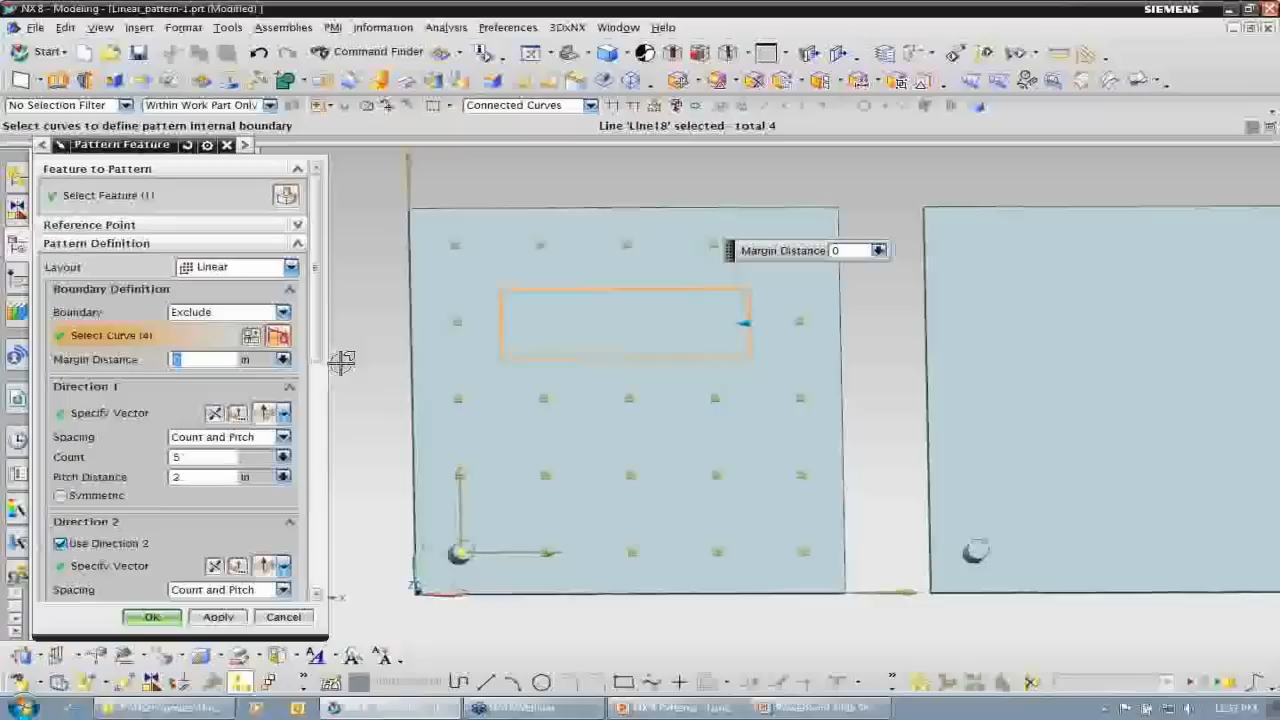 NX 8 - Modeling - [Linear_pattern-1.prt (Modified) ]
SIEMENS
File Edit View Insert Format Tools Assemblies PMI Information Analysis Preferences 3DxNX Window Help
Start
Command Finder
No Selection Filter
Within Work Part Only
Connected Curves
Select curves to define pattern internal boundary
Line 'Line18' selected- total 4
Pattern Feature
Feature to Pattern
Select Feature (1)
Reference Point
Pattern Definition
Layout Linear
Boundary Definition
Boundary Exclude
Select Curve (4)
Margin Distance in
Margin Distance 0
Direction 1
Specify Vector
Spacing Count and Pitch
Count 5
Pitch Distance 2 in
Symmetric
Direction 2
Use Direction 2
Specify Vector
Spacing Count and Pitch
OK Apply Cancel